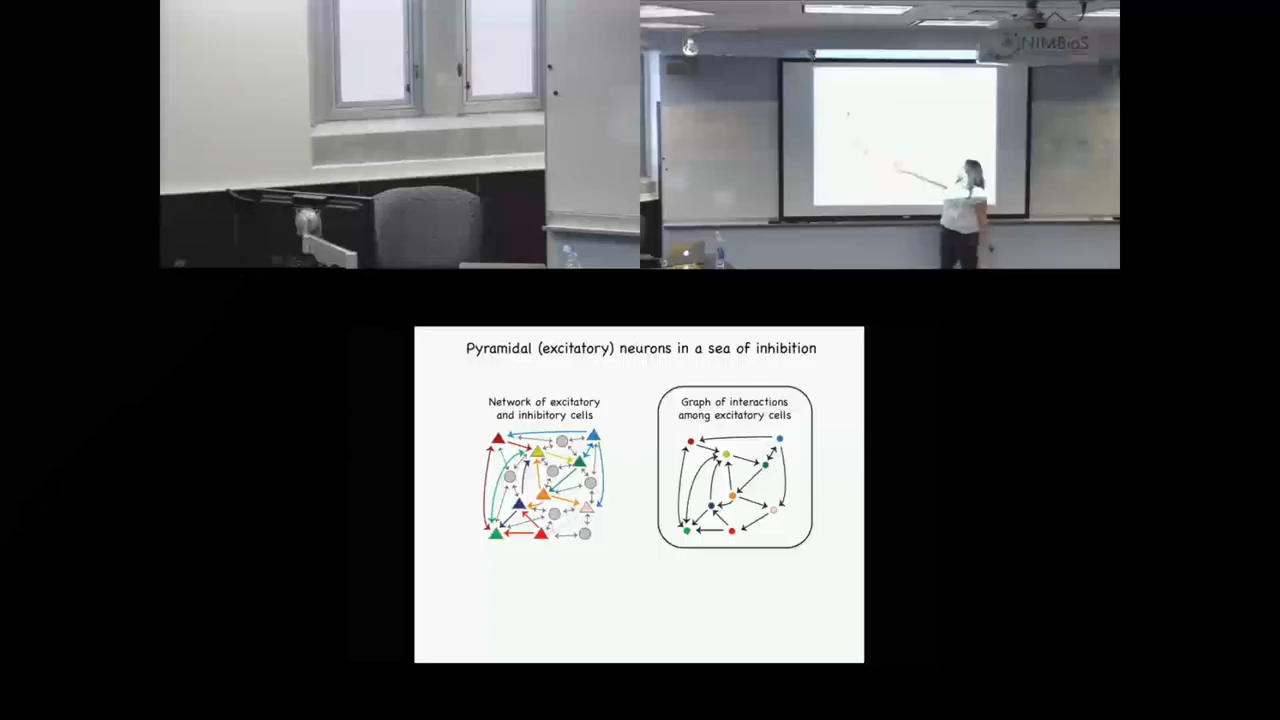 NIMBioS
Pyramidal (excitatory) neurons in a sea of inhibition
Network of excitatory
and inhibitory cells
Graph of interactions
among excitatory cells